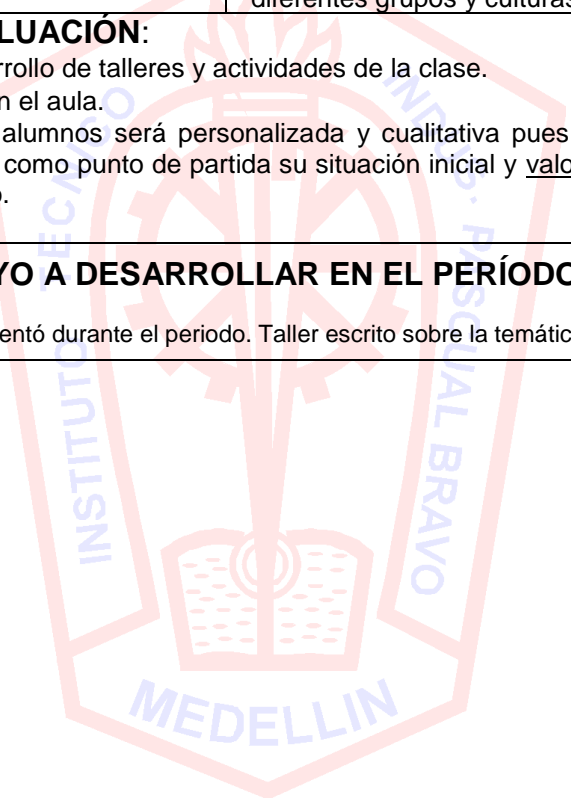 diferentes grupos y culturas
LUACIÓN:
rrollo de talleres y actividades de la clase.
n el aula.
alumnos será personalizada y cualitativa pues
como punto de partida su situación inicial y valo
.
YO A DESARROLLAR EN EL PERÍODO
entó durante el periodo. Taller escrito sobre la temátic
INSTITUTO TECNICO INDUS. PASCUAL BRAVO
MEDELLIN